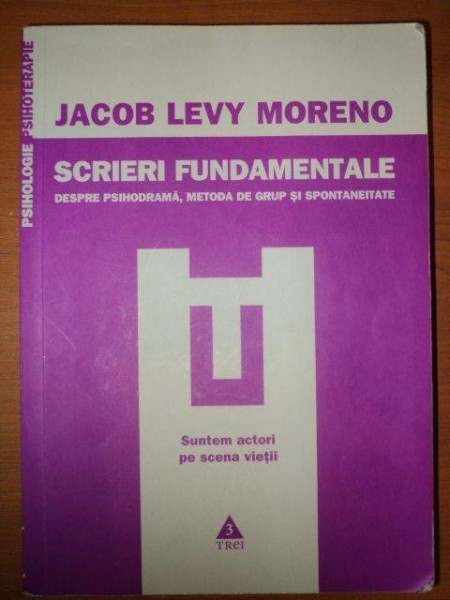 PSIHOLOGIE PSIHOTERAPIE
JACOB LEVY MORENO
SCRIERI FUNDAMENTALE
DESPRE PSIHODRAMĂ, METODA DE GRUP ȘI SPONTANEITATE
Suntem actori
pe scena vieții
3
TREI